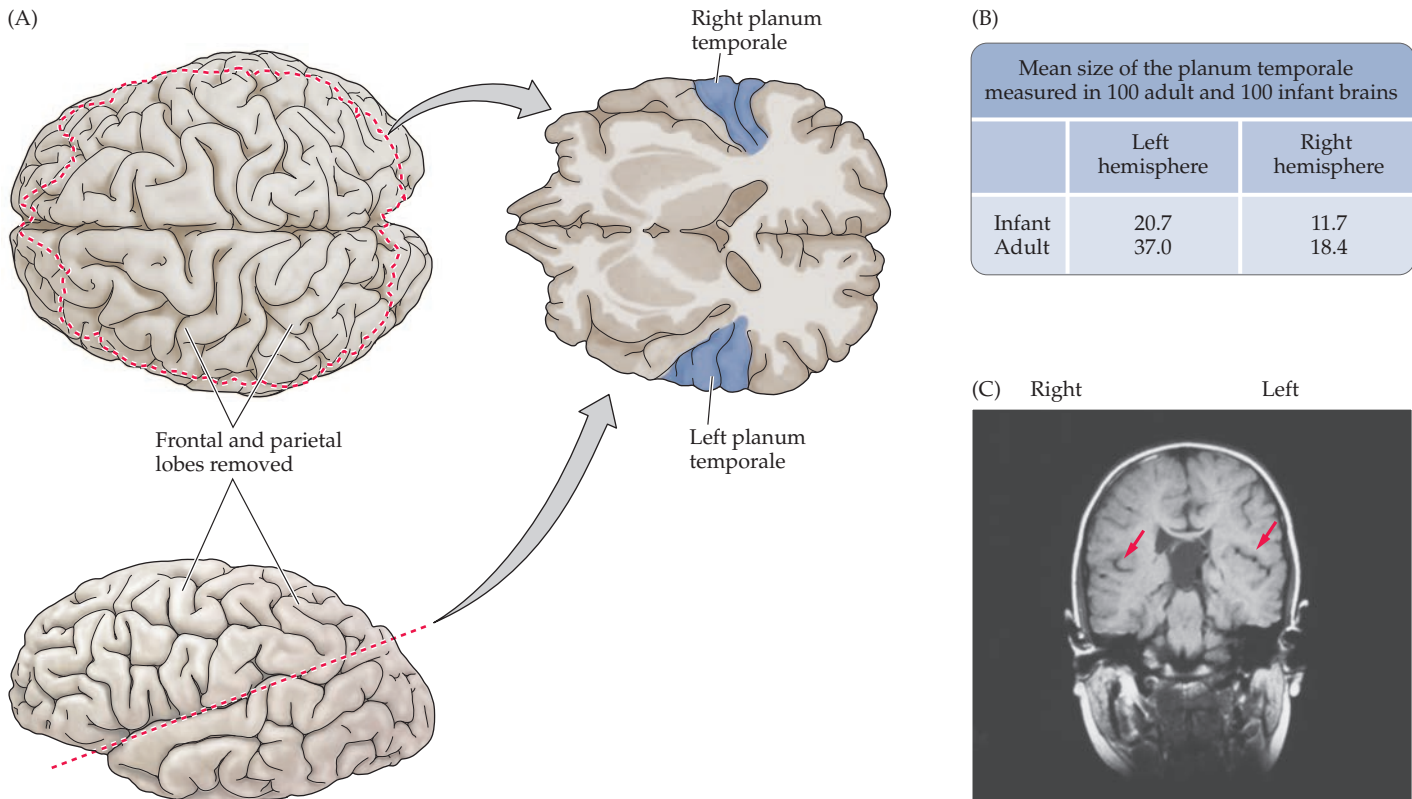 (A)
Right planum
temporale
Frontal and parietal
lobes removed
Left planum
temporale
(B)
Mean size of the planum temporale
measured in 100 adult and 100 infant brains
Left
hemisphere
Right
hemisphere
Infant 20.7 11.7
Adult 37.0 18.4
(C) Right Left